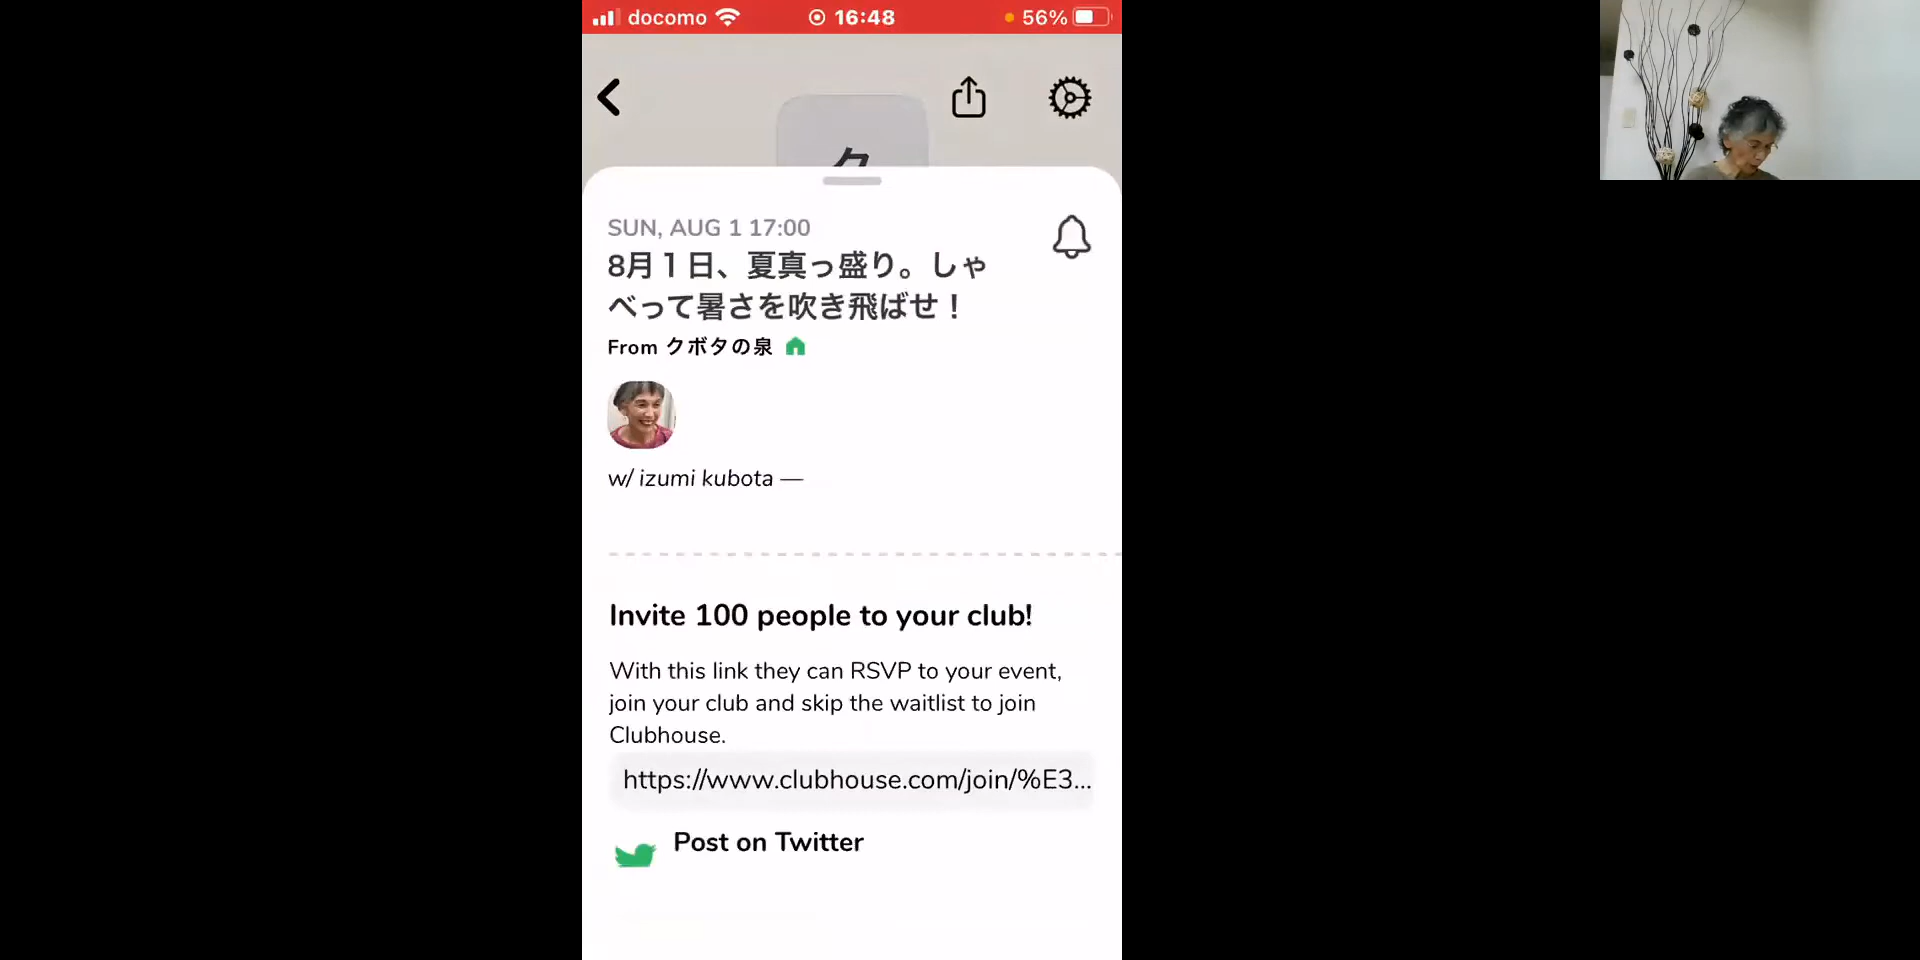 docomo 16:48 56%
ク
SUN, AUG 1 17:00
8月１日、夏真っ盛り。しゃ
べって暑さを吹き飛ばせ！
From クボタの泉
w/ izumi kubota —
Invite 100 people to your club!
With this link they can RSVP to your event,
join your club and skip the waitlist to join
Clubhouse.
https://www.clubhouse.com/join/%E3...
Post on Twitter